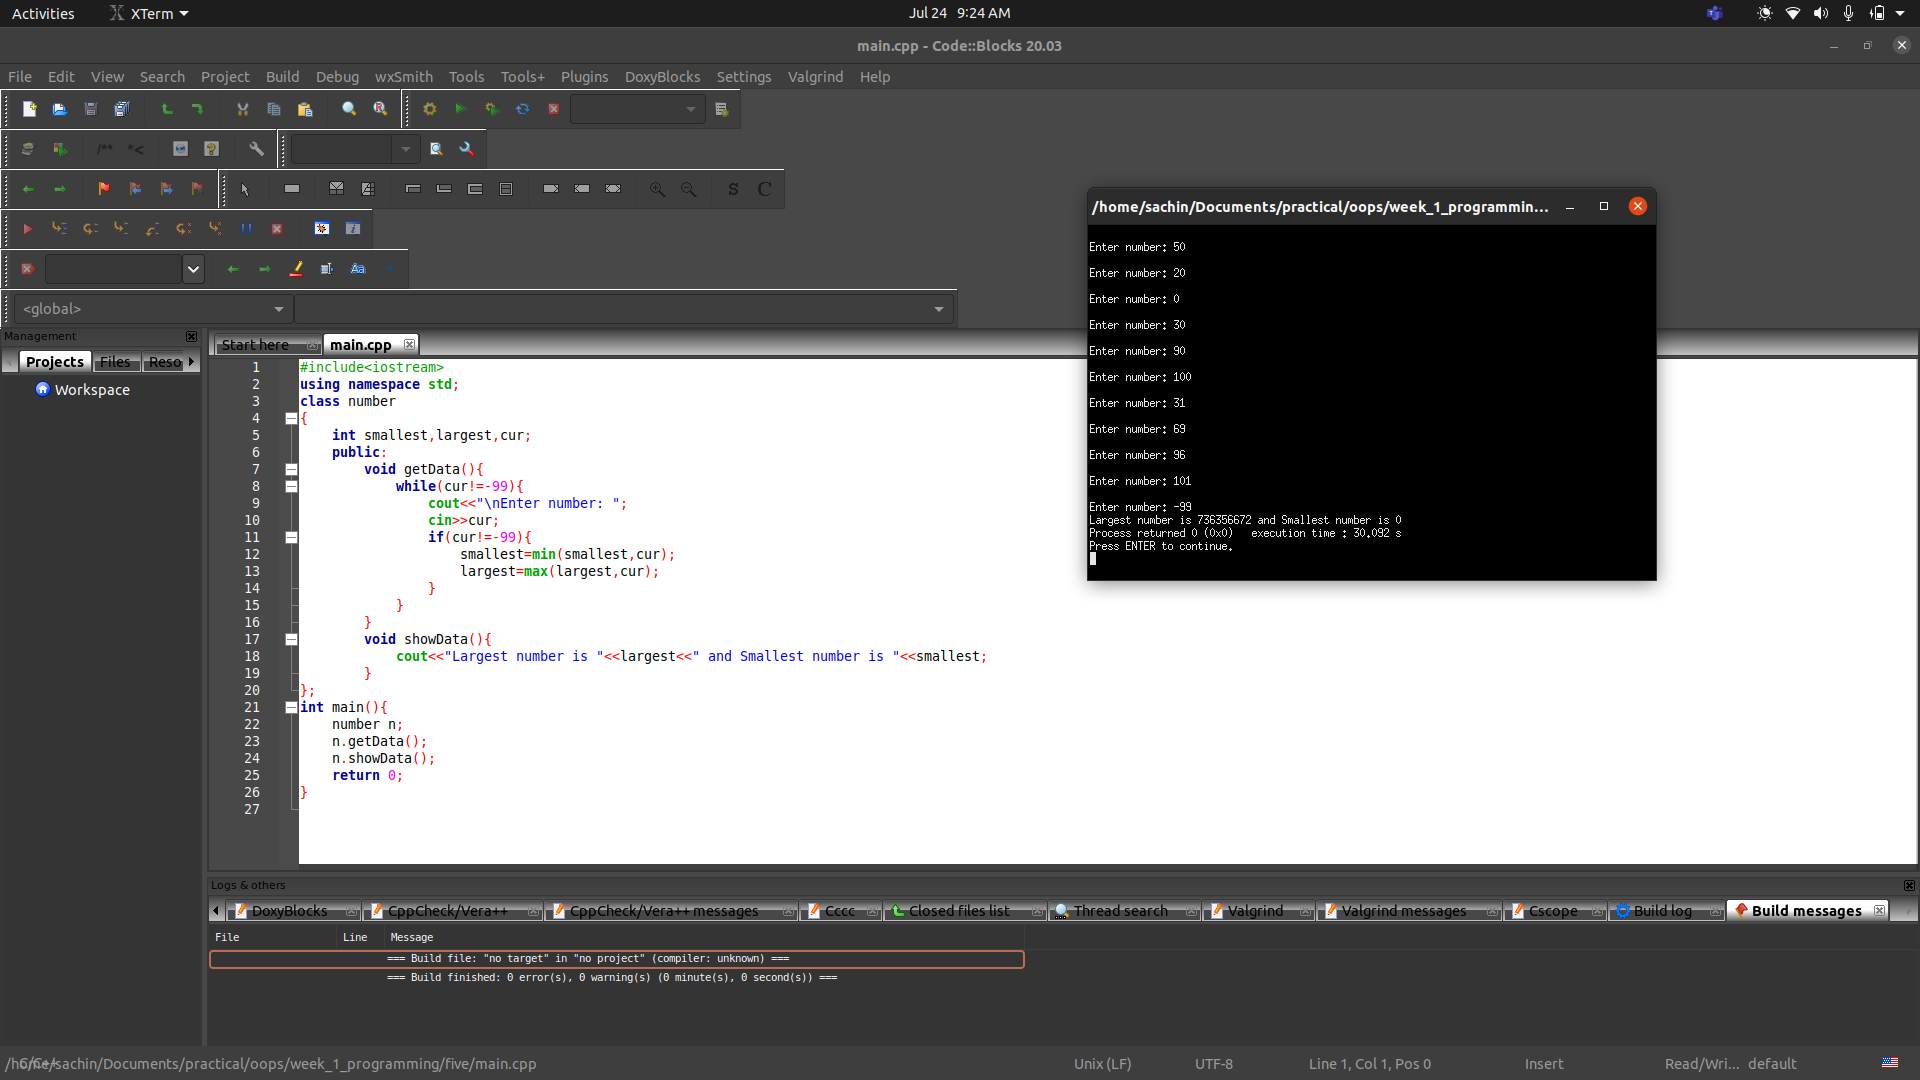 Activities XTerm Jul 24 9:24 AM
main.cpp - Code::Blocks 20.03
File Edit View Search Project Build Debug wxSmith Tools Tools+ Plugins DoxyBlocks Settings Valgrind Help
/** *<
S C
<global>
Management
Projects Files Reso
Workspace
Start here main.cpp
1 #include<iostream>
2 using namespace std;
3 class number
4 {
5 int smallest,largest,cur;
6 public:
7 void getData(){
8 while(cur!=-99){
9 cout<<"\nEnter number: ";
10 cin>>cur;
11 if(cur!=-99){
12 smallest=min(smallest,cur);
13 largest=max(largest,cur);
14 }
15 }
16 }
17 void showData(){
18 cout<<"Largest number is "<<largest<<" and Smallest number is "<<smallest;
19 }
20 };
21 int main(){
22 number n;
23 n.getData();
24 n.showData();
25 return 0;
26 }
27
/home/sachin/Documents/practical/oops/week_1_programmin...
Enter number: 50
Enter number: 20
Enter number: 0
Enter number: 30
Enter number: 90
Enter number: 100
Enter number: 31
Enter number: 69
Enter number: 96
Enter number: 101
Enter number: -99
Largest number is 736356672 and Smallest number is 0
Process returned 0 (0x0) execution time : 30.092 s
Press ENTER to continue.
Logs & others
DoxyBlocks CppCheck/Vera++ CppCheck/Vera++ messages Cccc Closed files list Thread search Valgrind Valgrind messages Cscope Build log Build messages
File Line Message
=== Build file: "no target" in "no project" (compiler: unknown) ===
=== Build finished: 0 error(s), 0 warning(s) (0 minute(s), 0 second(s)) ===
/home/sachin/Documents/practical/oops/week_1_programming/five/main.cpp C/C++ Unix (LF) UTF-8 Line 1, Col 1, Pos 0 Insert Read/Wri... default